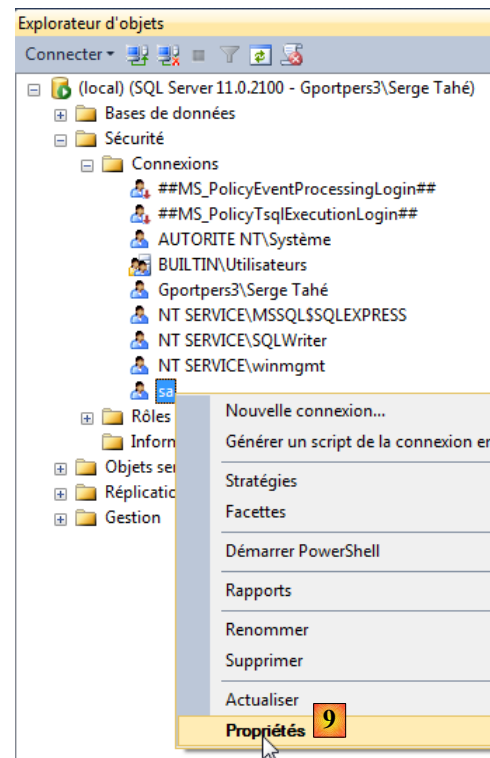 Explorateur d'objets
Connecter
(local) (SQL Server 11.0.2100 - Gportpers3\Serge Tahé)
Bases de données
Sécurité
Connexions
##MS_PolicyEventProcessingLogin##
##MS_PolicyTsqlExecutionLogin##
AUTORITE NT\Système
BUILTIN\Utilisateurs
Gportpers3\Serge Tahé
NT SERVICE\MSSQL$SQLEXPRESS
NT SERVICE\SQLWriter
NT SERVICE\winmgmt
sa
Rôles
Inform
Objets ser
Réplicatic
Gestion
Nouvelle connexion...
Générer un script de la connexion en
Stratégies
Facettes
Démarrer PowerShell
Rapports
Renommer
Supprimer
Actualiser
Propriétés 9